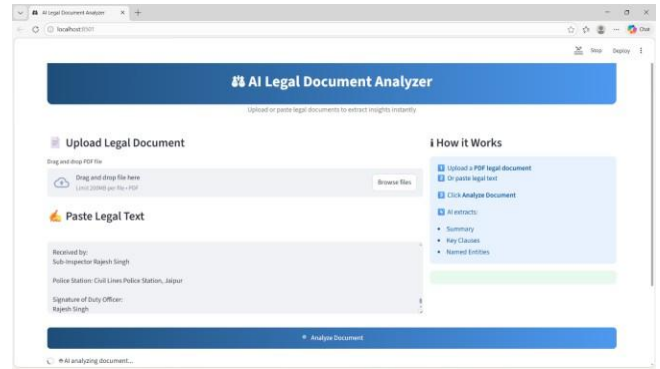 AI Legal Document Analyzer
localhost:8501
Chat
Stop
Deploy
AI Legal Document Analyzer
Upload or paste legal documents to extract insights instantly
Upload Legal Document
Drag and drop PDF file
Drag and drop file here
Limit 200MB per file • PDF
Browse files
Paste Legal Text
Received by:
Sub-Inspector Rajesh Singh
Police Station: Civil Lines Police Station, Jaipur
Signature of Duty Officer:
Rajesh Singh
Analyze Document
AI analyzing document...
How it Works
Upload a PDF legal document
Or paste legal text
Click Analyze Document
AI extracts:
• Summary
• Key Clauses
• Named Entities